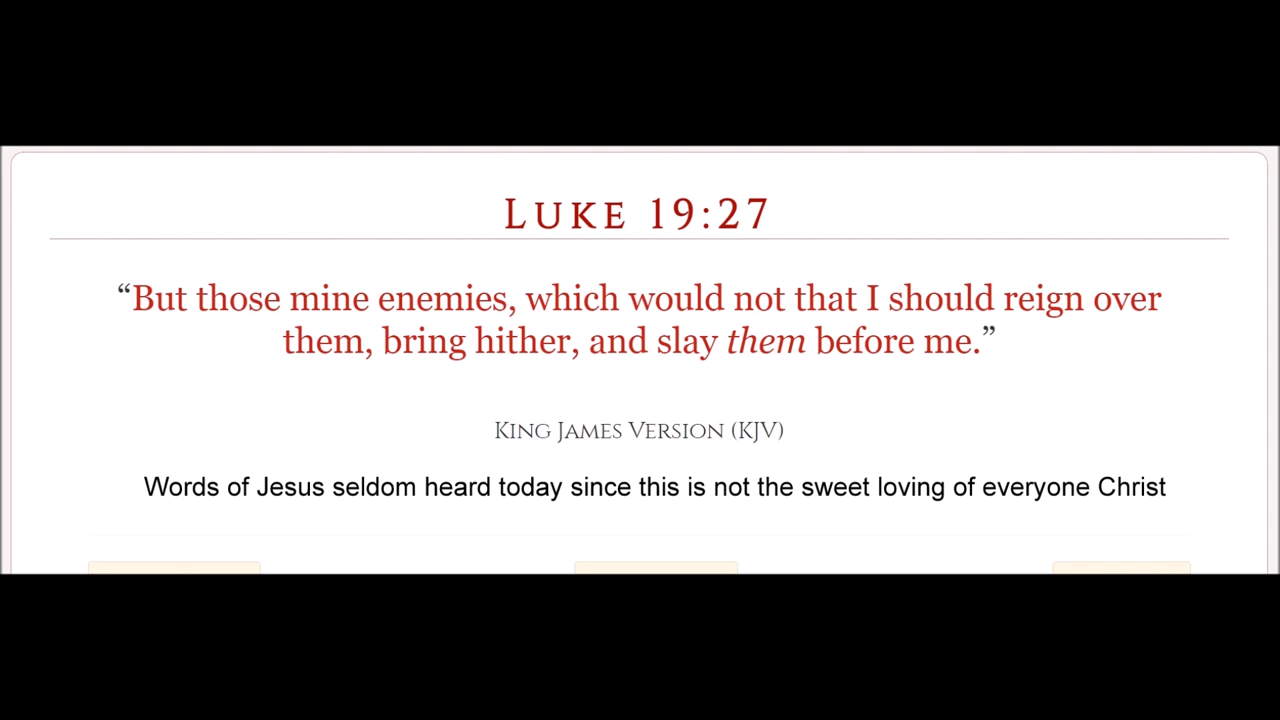 Luke 19:27
“But those mine enemies, which would not that I should reign over
them, bring hither, and slay them before me.”
King James Version (KJV)
Words of Jesus seldom heard today since this is not the sweet loving of everyone Christ